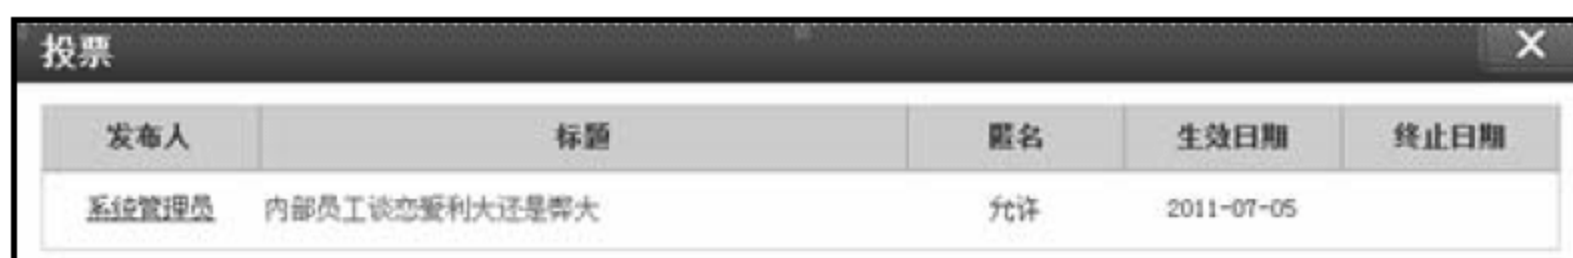 投票
发布人 标题 匿名 生效日期 终止日期
系统管理员 内部员工谈恋爱利大还是弊大 允许 2011-07-05